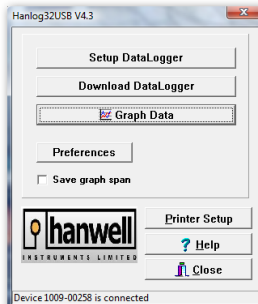 Hanlog32USB V4.3
Setup DataLogger
Download DataLogger
Graph Data
Preferences
Save graph span
hanwell
INSTRUMENTS LIMITED
Printer Setup
? Help
Close
Device 1009-00258 is connected